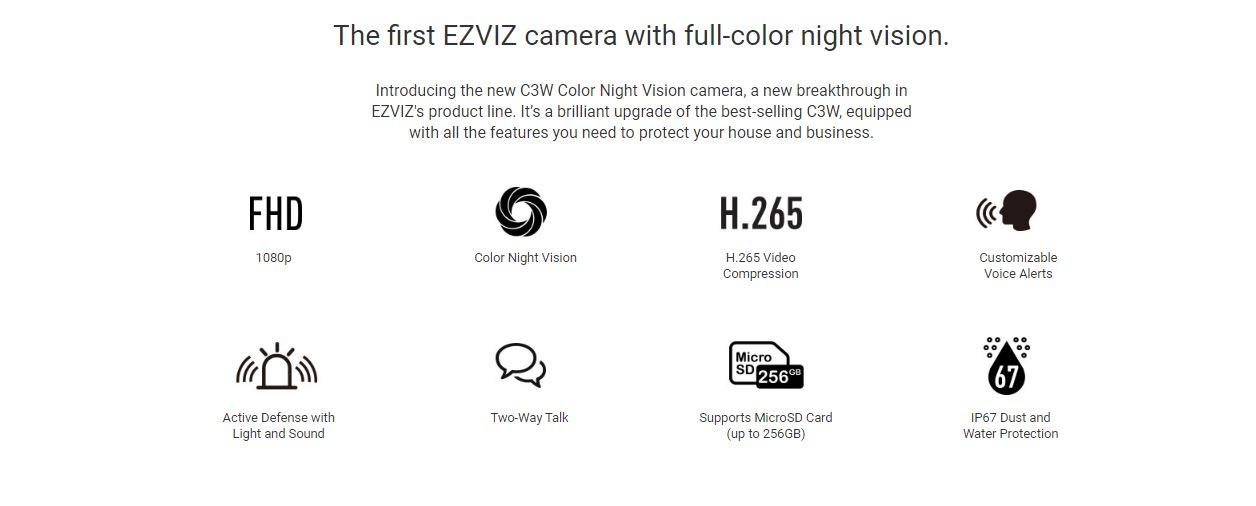 The first EZVIZ camera with full-color night vision.
Introducing the new C3W Color Night Vision camera, a new breakthrough in
EZVIZ's product line. It’s a brilliant upgrade of the best-selling C3W, equipped
with all the features you need to protect your house and business.
FHD
1080p
Color Night Vision
H.265
H.265 Video
Compression
Customizable
Voice Alerts
Active Defense with
Light and Sound
Two-Way Talk
Micro
SD
256GB
Supports MicroSD Card
(up to 256GB)
67
IP67 Dust and
Water Protection